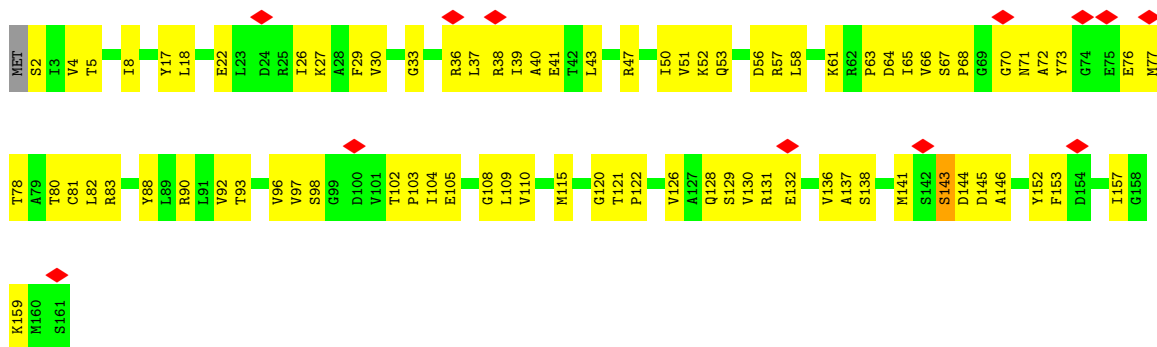 MET S2 I3 V4 T5 I8 Y17 L18 E22 L23 D24 R25 I26 K27 A28 F29 V30 G33 R36 L37 R38 I39 A40 E41 T42 L43 R47 I50 V51 K52 Q53 D56 R57 L58 K61 R62 P63 D64 I65 V66 S67 P68 G69 G70 N71 A72 Y73 G74 E75 E76 M77
T78 A79 T80 C81 L82 R83 Y88 L89 R90 L91 V92 T93 V96 V97 S98 G99 D100 V101 T102 P103 I104 E105 G108 L109 V110 M115 G120 T121 P122 V126 A127 Q128 S129 V130 R131 E132 V136 A137 S138 M141 S142 S143 D144 D145 A146 Y152 F153 D154 I157 G158
K159 M160 S161